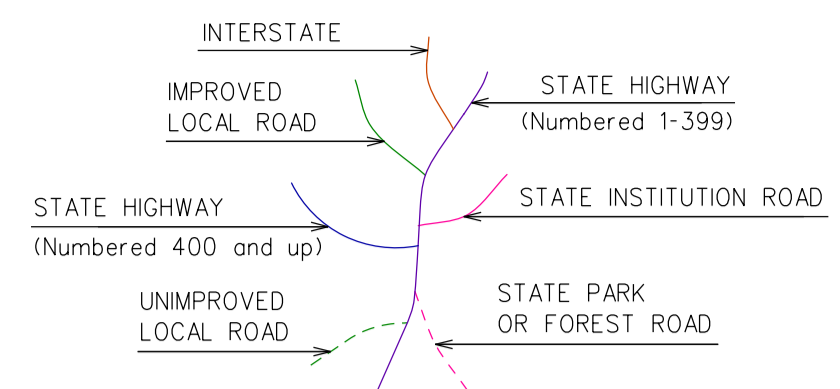 INTERSTATE
STATE HIGHWAY
(Numbered 1-399)
IMPROVED
LOCAL ROAD
STATE INSTITUTION ROAD
STATE HIGHWAY
(Numbered 400 and up)
UNIMPROVED
LOCAL ROAD
STATE PARK
OR FOREST ROAD